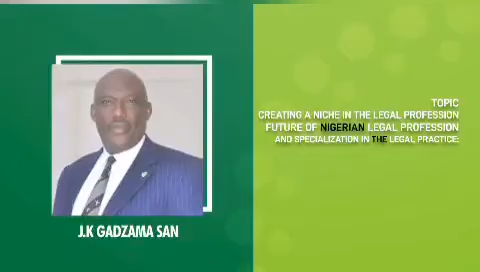 J.K GADZAMA SAN
TOPIC
CREATING A NICHE IN THE LEGAL PROFESSION
FUTURE OF NIGERIAN LEGAL PROFESSION
AND SPECIALIZATION IN THE LEGAL PRACTICE: